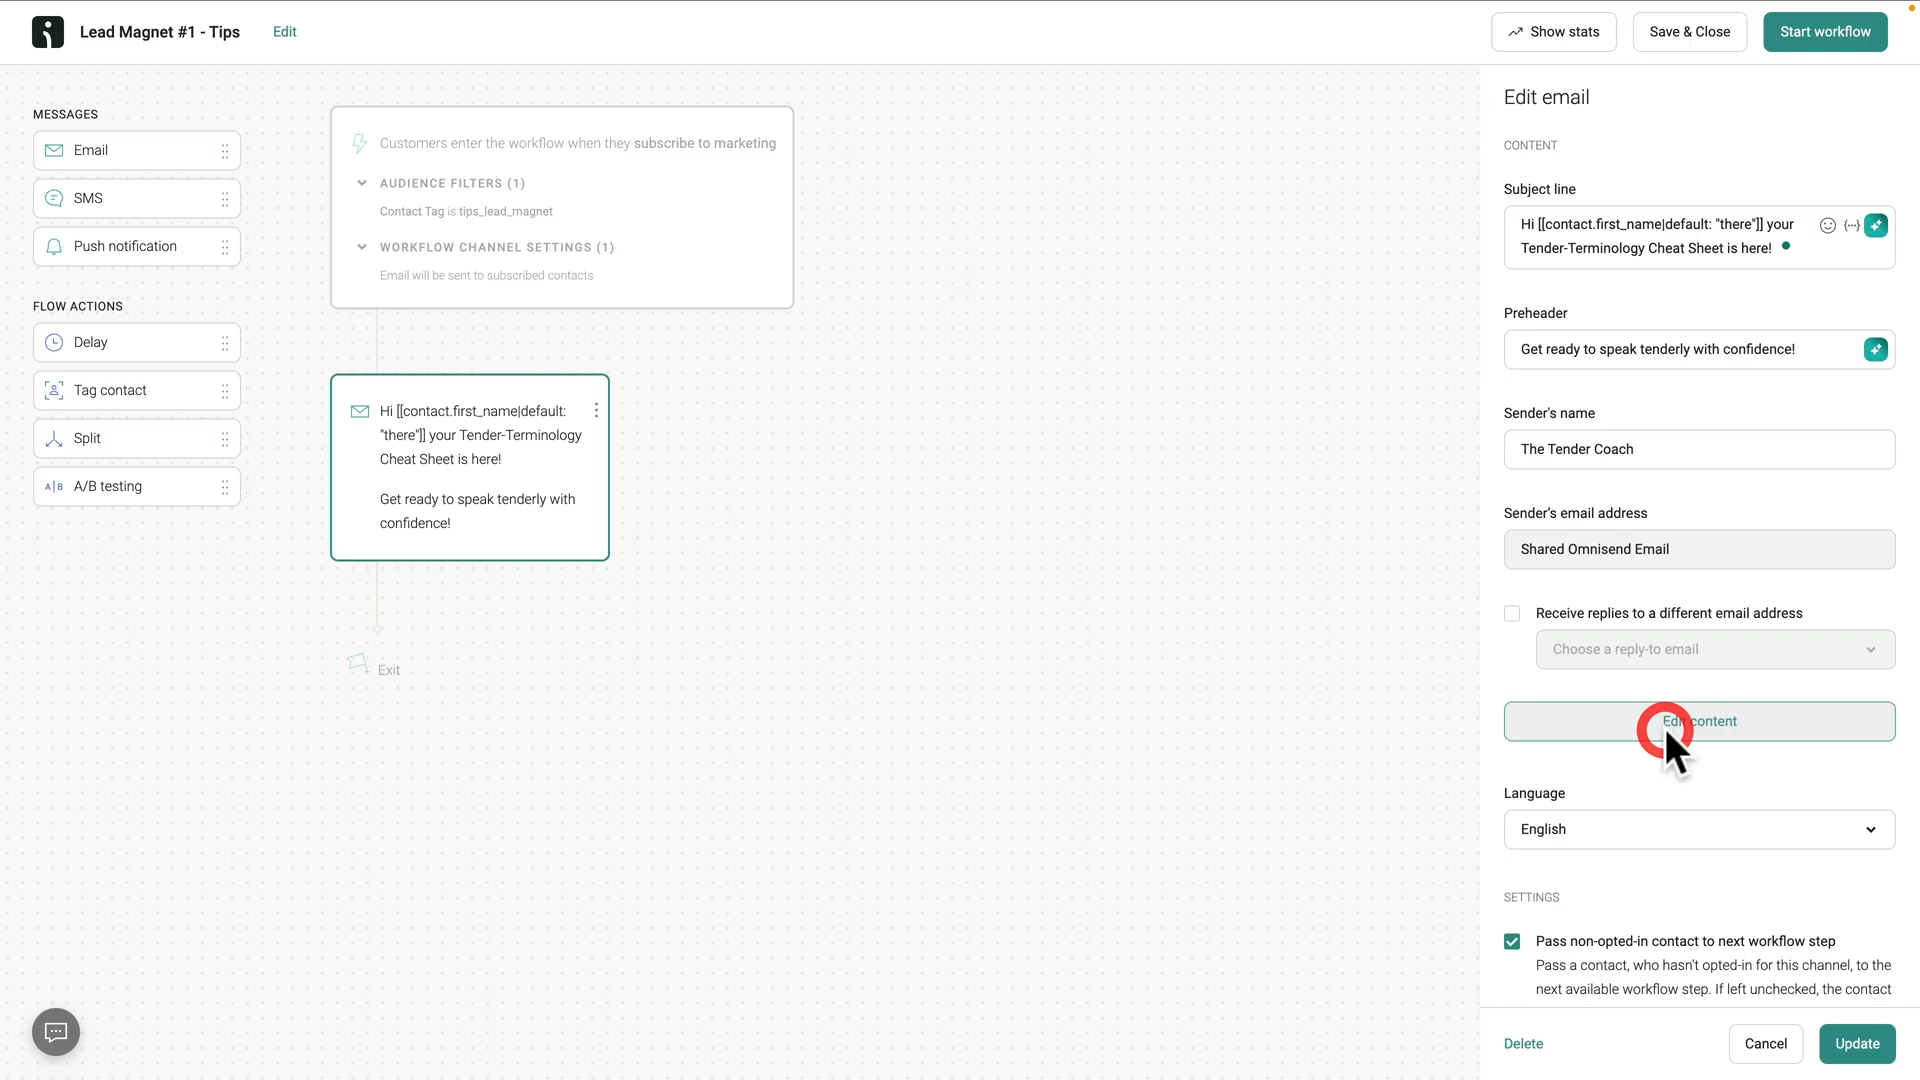 Lead Magnet #1 - Tips
Edit
Show stats
Save & Close
Start workflow
MESSAGES
Email
SMS
Push notification
FLOW ACTIONS
Delay
Tag contact
Split
A|B
A/B testing
Customers enter the workflow when they subscribe to marketing
AUDIENCE FILTERS (1)
Contact Tag is tips_lead_magnet
WORKFLOW CHANNEL SETTINGS (1)
Email will be sent to subscribed contacts
Hi [[contact.first_name|default:
"there"]] your Tender-Terminology
Cheat Sheet is here!
Get ready to speak tenderly with
confidence!
Exit
Edit email
CONTENT
Subject line
Hi [[contact.first_name|default: "there"]] your
Tender-Terminology Cheat Sheet is here!
Preheader
Get ready to speak tenderly with confidence!
Sender's name
The Tender Coach
Sender's email address
Shared Omnisend Email
Receive replies to a different email address
Choose a reply-to email
Edit content
Language
English
SETTINGS
Pass non-opted-in contact to next workflow step
Pass a contact, who hasn't opted-in for this channel, to the
next available workflow step. If left unchecked, the contact
Delete
Cancel
Update